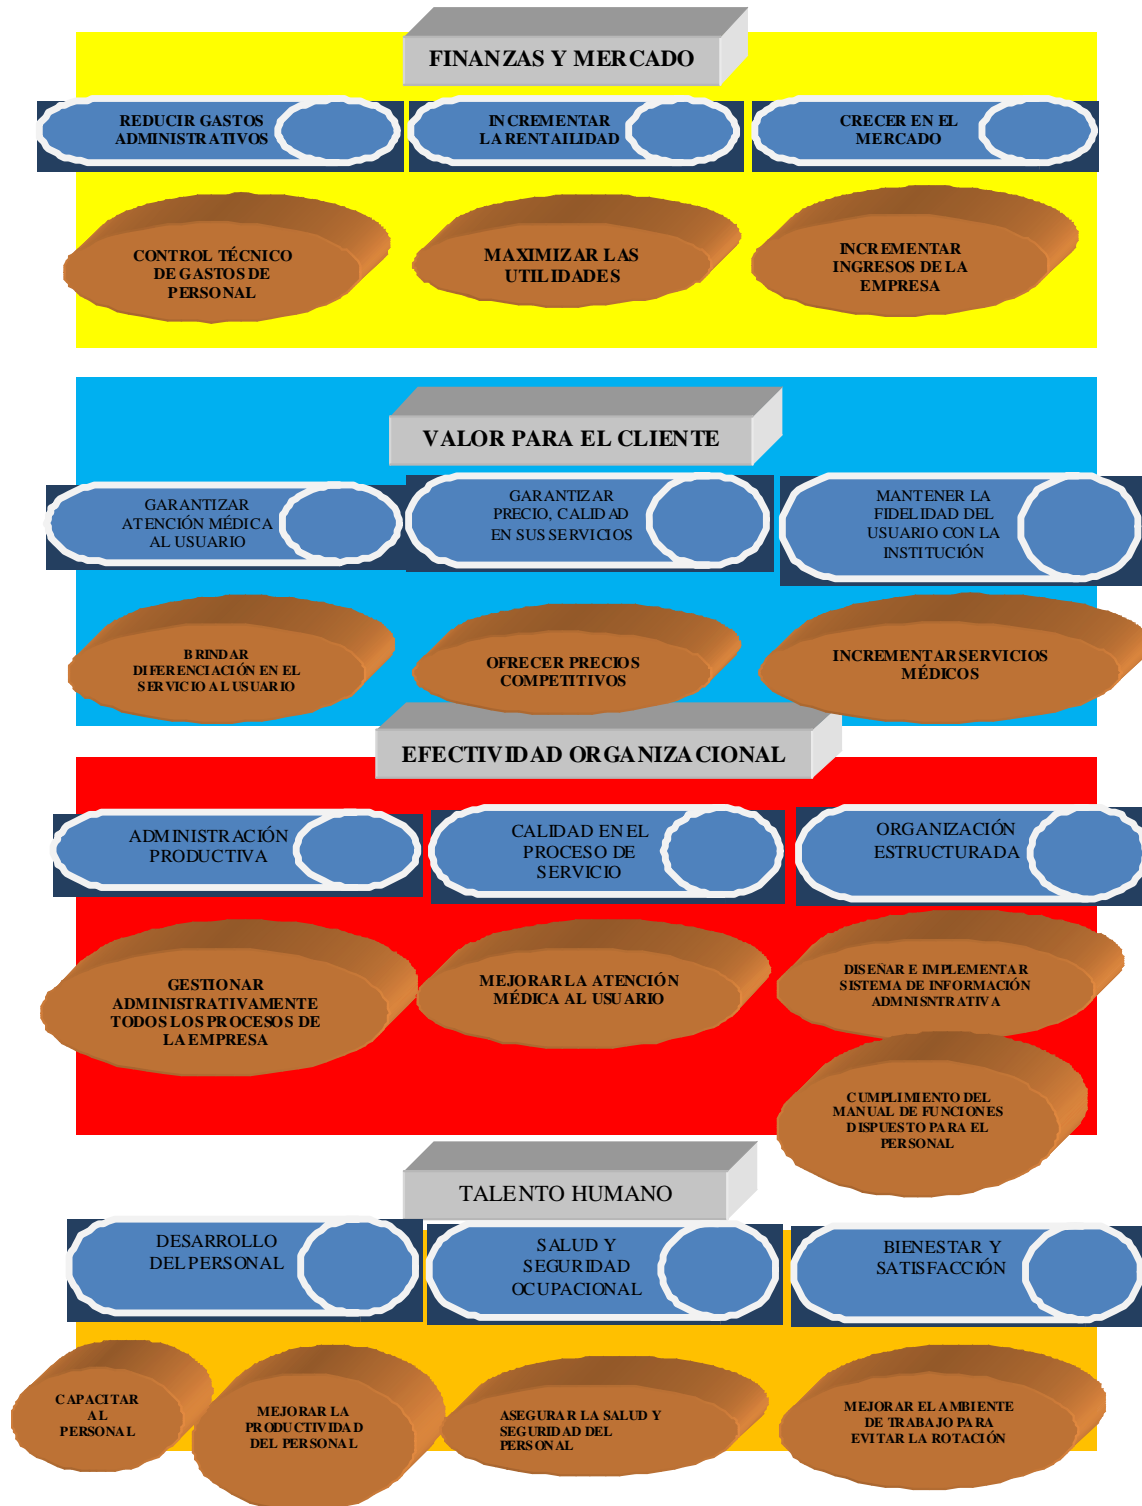 FINANZAS Y MERCADO
REDUCIR GASTOS
ADMINISTRATIVOS
INCREMENTAR
LA RENTAILIDAD
CRECER EN EL
MERCADO
CONTROL TÉCNICO
DE GASTOS DE
PERSONAL
MAXIMIZAR LAS
UTILIDADES
INCREMENTAR
INGRESOS DE LA
EMPRESA
VALOR PARA EL CLIENTE
GARANTIZAR
ATENCIÓN MÉDICA
AL USUARIO
GARANTIZAR
PRECIO, CALIDAD
EN SUS SERVICIOS
MANTENER LA
FIDELIDAD DEL
USUARIO CON LA
INSTITUCIÓN
BRINDAR
DIFERENCIACIÓN EN EL
SERVICIO AL USUARIO
OFRECER PRECIOS
COMPETITIVOS
INCREMENTAR SERVICIOS
MÉDICOS
EFECTIVIDAD ORGANIZACIONAL
ADMINISTRACIÓN
PRODUCTIVA
CALIDAD EN EL
PROCESO DE
SERVICIO
ORGANIZACIÓN
ESTRUCTURADA
GESTIONAR
ADMINISTRATIVAMENTE
TODOS LOS PROCESOS DE
LA EMPRESA
MEJORAR LA ATENCIÓN
MÉDICA AL USUARIO
DISEÑAR E IMPLEMENTAR
SISTEMA DE INFORMACIÓN
ADMNISNTRATIVA
CUMPLIMIENTO DEL
MANUAL DE FUNCIONES
DISPUESTO PARA EL
PERSONAL
TALENTO HUMANO
DESARROLLO
DEL PERSONAL
SALUD Y
SEGURIDAD
OCUPACIONAL
BIENESTAR Y
SATISFACCIÓN
CAPACITAR
AL
PERSONAL
MEJORAR LA
PRODUCTIVIDAD
DEL PERSONAL
ASEGURAR LA SALUD Y
SEGURIDAD DEL
PERSONAL
MEJORAR EL AMBIENTE
DE TRABAJO PARA
EVITAR LA ROTACIÓN